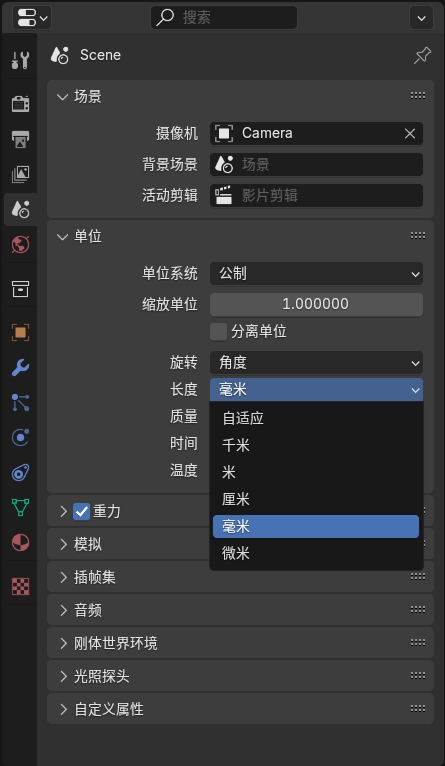 搜索
Scene
场景
摄像机 Camera
背景场景 场景
活动剪辑 影片剪辑
单位
单位系统 公制
缩放单位 1.000000
分离单位
旋转 角度
长度 毫米
质量 自适应
时间 千米
温度 米
厘米
毫米
微米
重力
模拟
插帧集
音频
刚体世界环境
光照探头
自定义属性